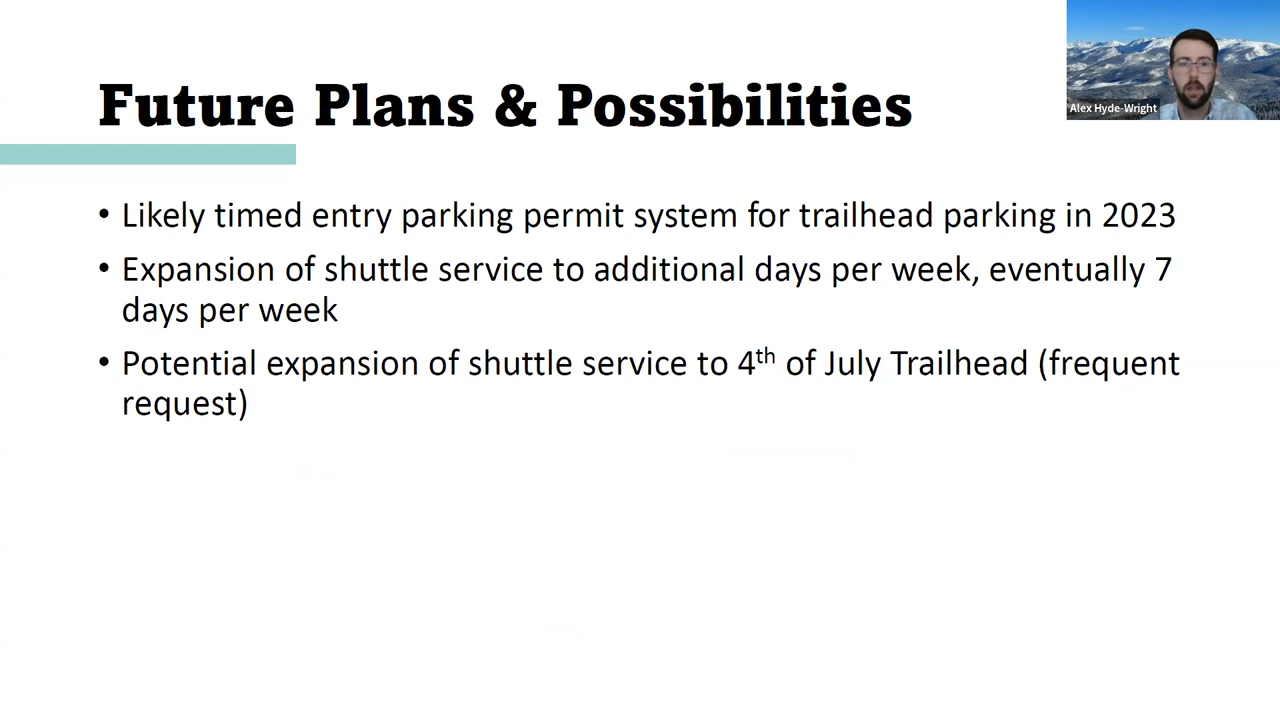 Future Plans & Possibilities
Alex Hyde-Wright
• Likely timed entry parking permit system for trailhead parking in 2023
• Expansion of shuttle service to additional days per week, eventually 7
days per week
• Potential expansion of shuttle service to 4th of July Trailhead (frequent
request)